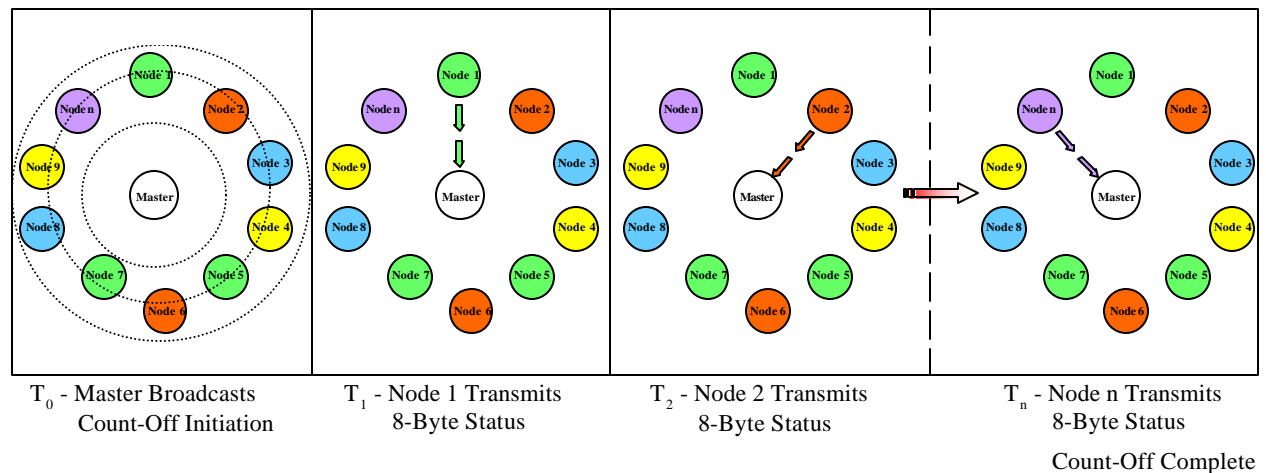 Node 1
Node n
Node 2
Node 9
Node 3
Master
Node 8
Node 4
Node 7
Node 5
Node 6
T0 - Master Broadcasts
Count-Off Initiation
Node 1
Node n
Node 2
Node 9
Node 3
Master
Node 8
Node 4
Node 7
Node 5
Node 6
T1 - Node 1 Transmits
8-Byte Status
Node 1
Node n
Node 2
Node 9
Node 3
Master
Node 8
Node 4
Node 7
Node 5
Node 6
T2 - Node 2 Transmits
8-Byte Status
Node 1
Node n
Node 2
Node 9
Node 3
Master
Node 8
Node 4
Node 7
Node 5
Node 6
Tn - Node n Transmits
8-Byte Status
Count-Off Complete